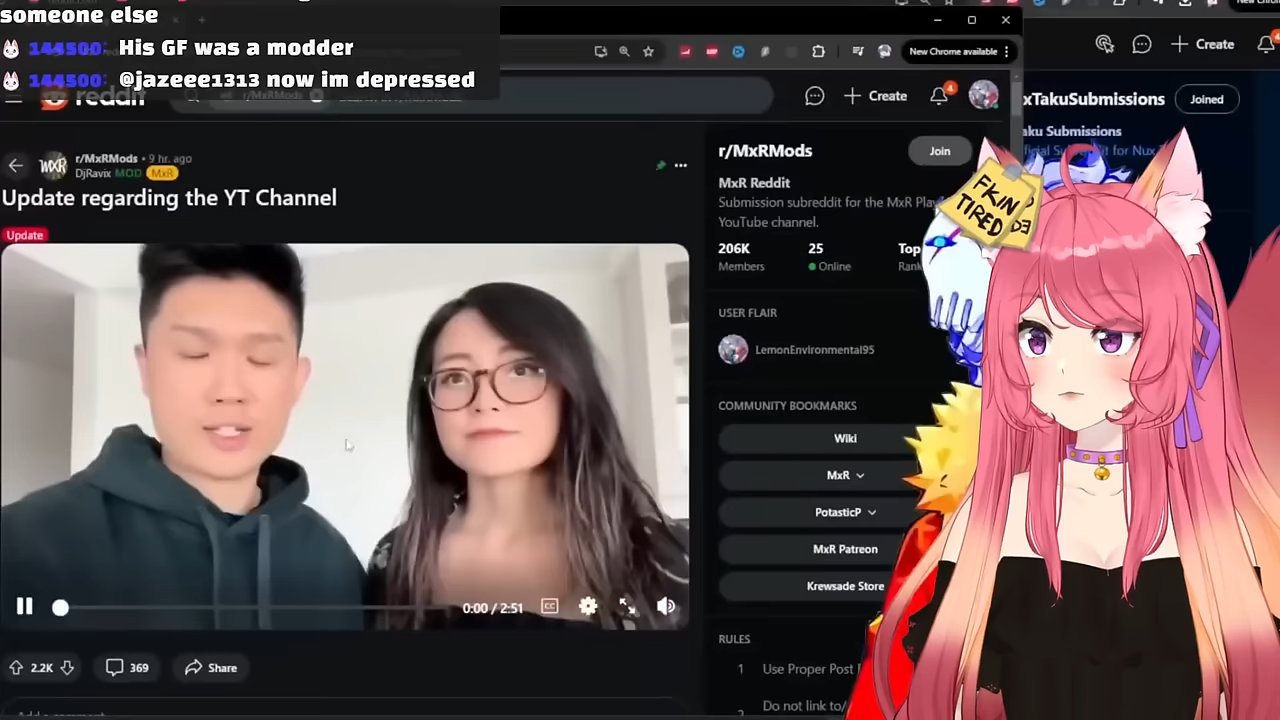 someone else
144500: His GF was a modder
144500: @jazeee1313 now im depressed
reddit
New Chrome available
Create
4
Create
r/MxRMods • 9 hr. ago
DjRavix MOD MxR
Update regarding the YT Channel
Update
0:00 / 2:51
CC
2.2K
369
Share
r/MxRMods
Join
MxR Reddit
Submission subreddit for the MxR Play
YouTube channel.
206K
25
Top
Members
Online
Rank
USER FLAIR
LemonEnvironmental95
COMMUNITY BOOKMARKS
Wiki
MxR
PotasticP
MxR Patreon
Krewsade Store
RULES
1 Use Proper Post
Do not link to/
xTakuSubmissions
Joined
aku Submissions
FKIN
TIRED